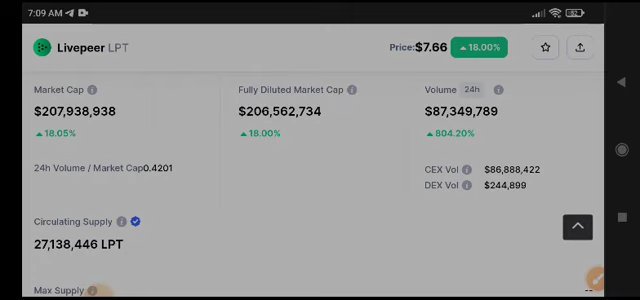 7:09 AM
52
Livepeer LPT
Price:$7.66
18.00%
Market Cap
$207,938,938
18.05%
24h Volume / Market Cap0.4201
Fully Diluted Market Cap
$206,562,734
18.00%
Volume 24h
$87,349,789
804.20%
CEX Vol $86,888,422
DEX Vol $244,899
Circulating Supply
27,138,446 LPT
Max Supply
--